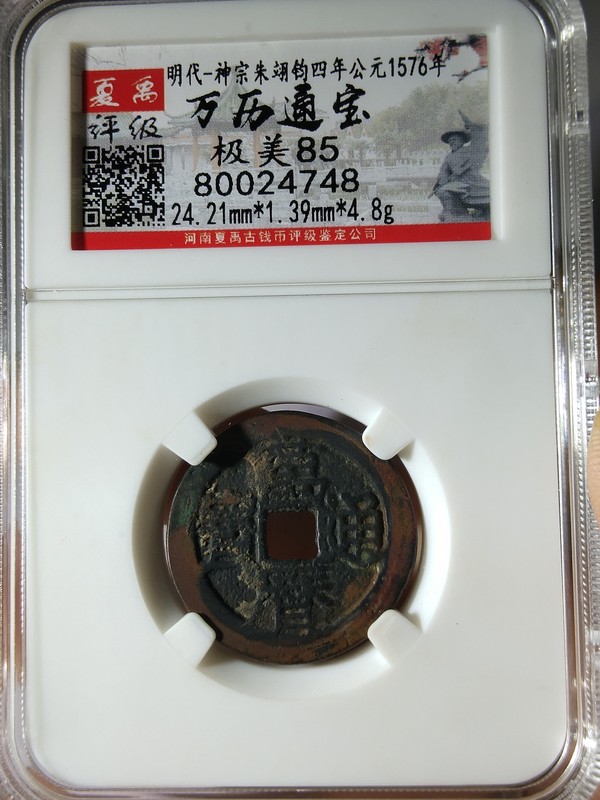 夏禹
评级
明代-神宗朱翊钧四年公元1576年
万历通宝
极美85
80024748
24.21mm*1.39mm*4.8g
河南夏禹古钱币评级鉴定公司
萬曆通